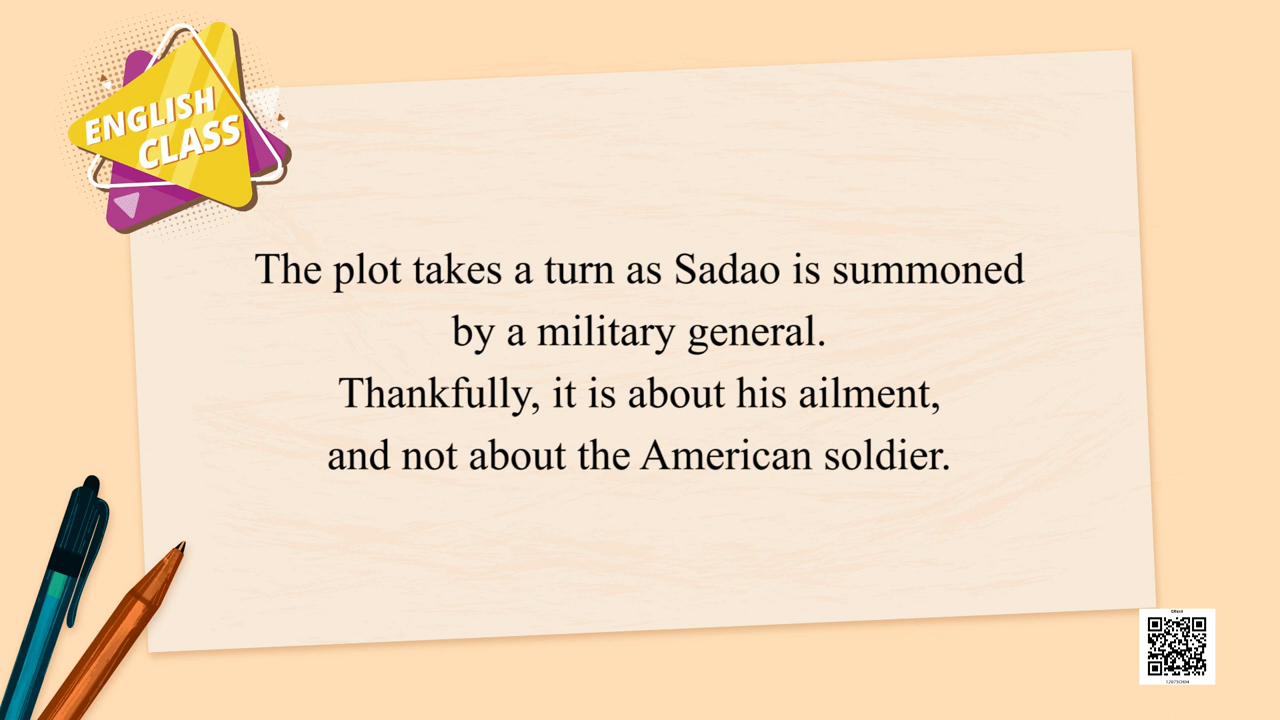 ENGLISH
CLASS
The plot takes a turn as Sadao is summoned
by a military general.
Thankfully, it is about his ailment,
and not about the American soldier.